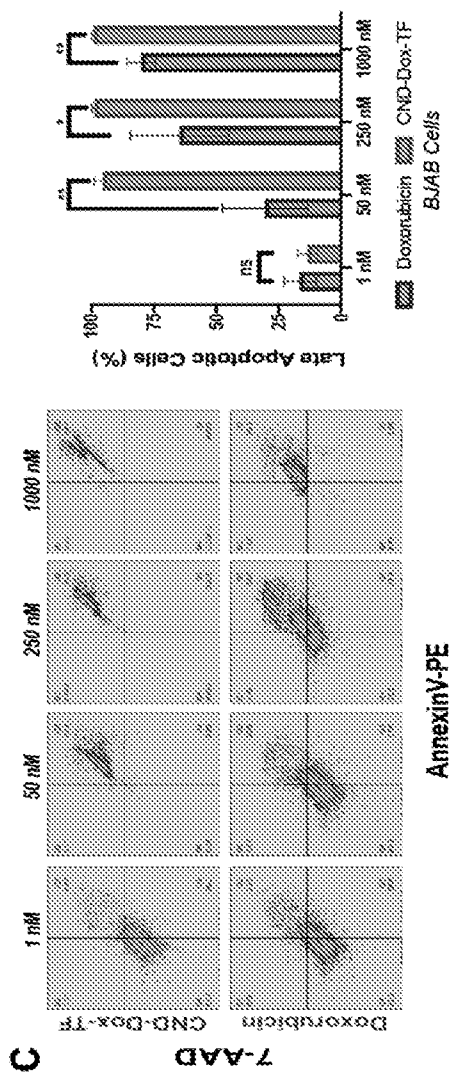 C
1 nM 50 nM 250 nM 1000 nM
CND-Dox-TF
Doxorubicin
7-AAD
AnnexinV-PE
Late Apoptotic Cells (%)
100
75
50
25
0
ns
1 nM 50 nM 250 nM 1000 nM
Doxorubicin CND-Dox-TF
BJAB Cells